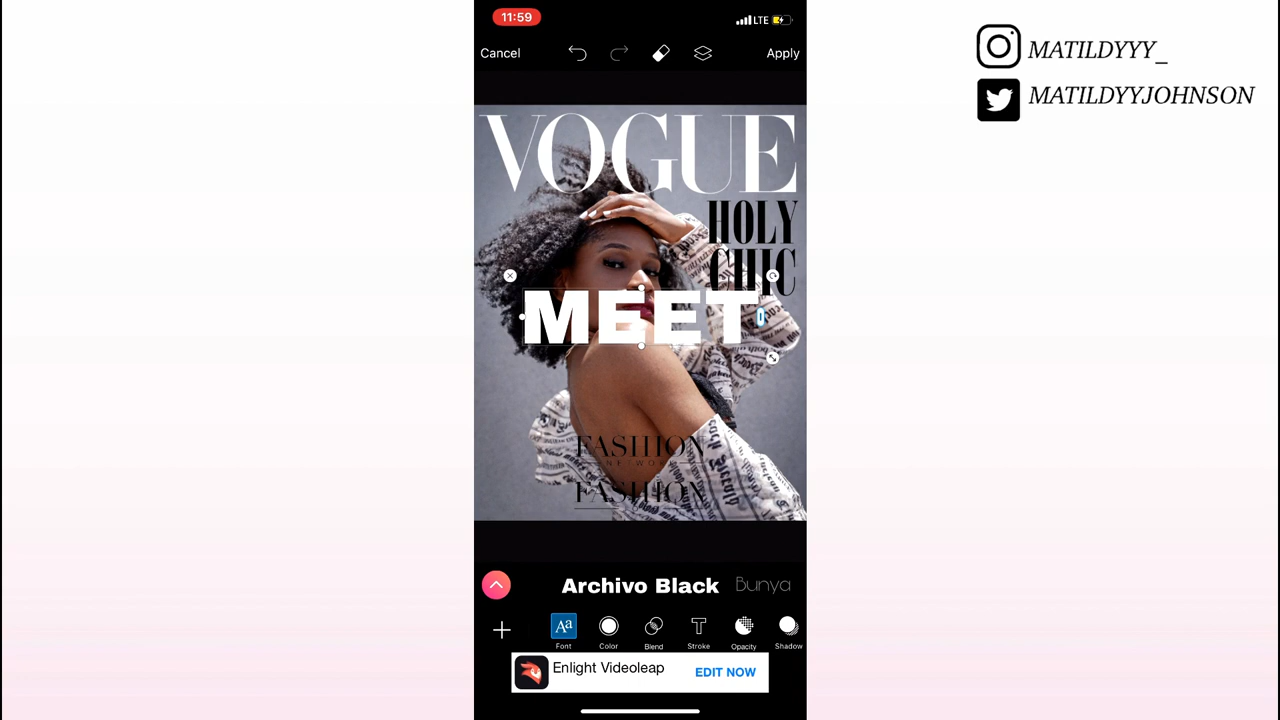 11:59
LTE
Cancel
Apply
MATILDYYY_
MATILDYYJOHNSON
VOGUE
HOLY
CHIC
MEET
FASHION
NETWORK
FASHION
Archivo Black
Bunya
Font
Color
Blend
Stroke
Opacity
Shadow
Enlight Videoleap
EDIT NOW